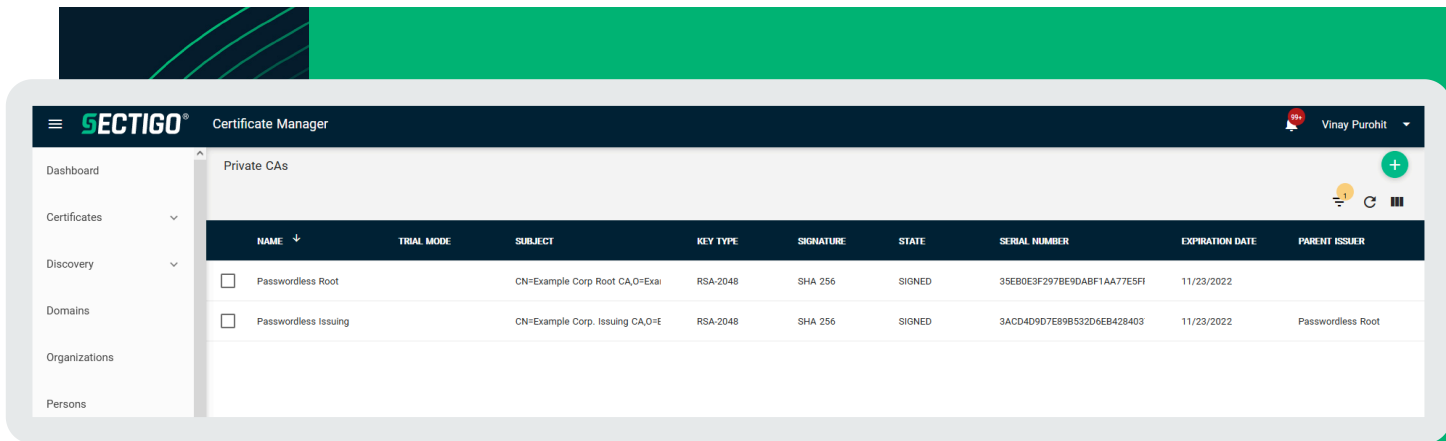 SECTIGO® Certificate Manager 99+ Vinay Purohit
Dashboard
Certificates
Discovery
Domains
Organizations
Persons
Private CAs
1
NAME TRIAL MODE SUBJECT KEY TYPE SIGNATURE STATE SERIAL NUMBER EXPIRATION DATE PARENT ISSUER
Passwordless Root CN=Example Corp Root CA,O=Exa RSA-2048 SHA 256 SIGNED 35EB0E3F297BE9DABF1AA77E5F 11/23/2022
Passwordless Issuing CN=Example Corp. Issuing CA,O=E RSA-2048 SHA 256 SIGNED 3ACD4D9D7E89B532D6EB428403 11/23/2022 Passwordless Root